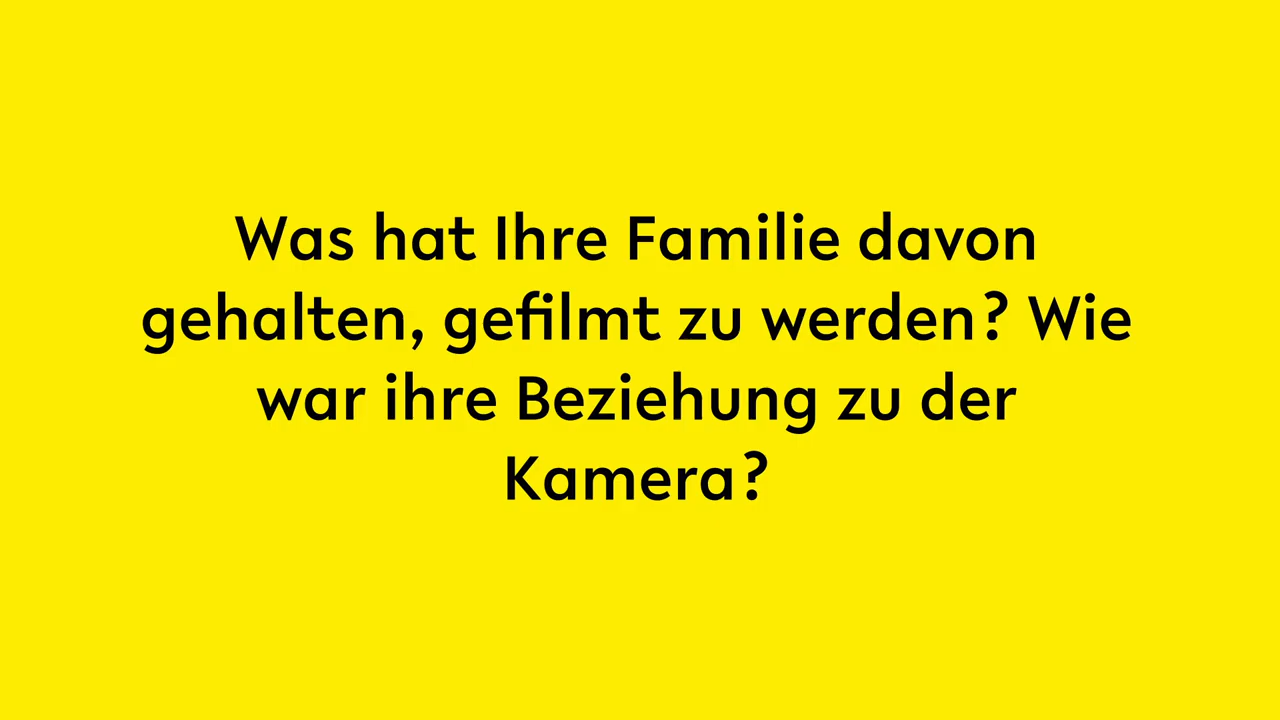 Was hat Ihre Familie davon
gehalten, gefilmt zu werden? Wie
war ihre Beziehung zu der
Kamera?